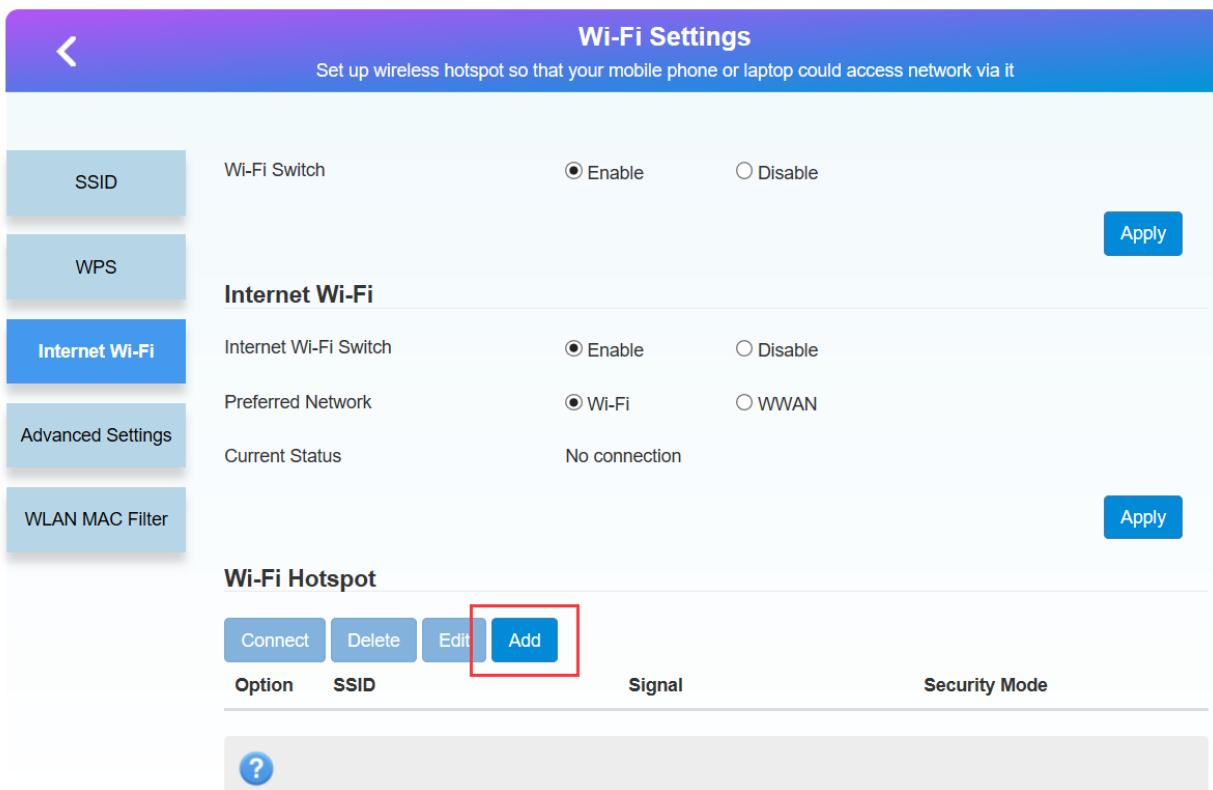 Wi-Fi Settings
Set up wireless hotspot so that your mobile phone or laptop could access network via it
SSID
WPS
Internet Wi-Fi
Advanced Settings
WLAN MAC Filter
Wi-Fi Switch Enable Disable
Apply
Internet Wi-Fi
Internet Wi-Fi Switch Enable Disable
Preferred Network Wi-Fi WWAN
Current Status No connection
Apply
Wi-Fi Hotspot
Connect Delete Edit Add
Option SSID Signal Security Mode
?